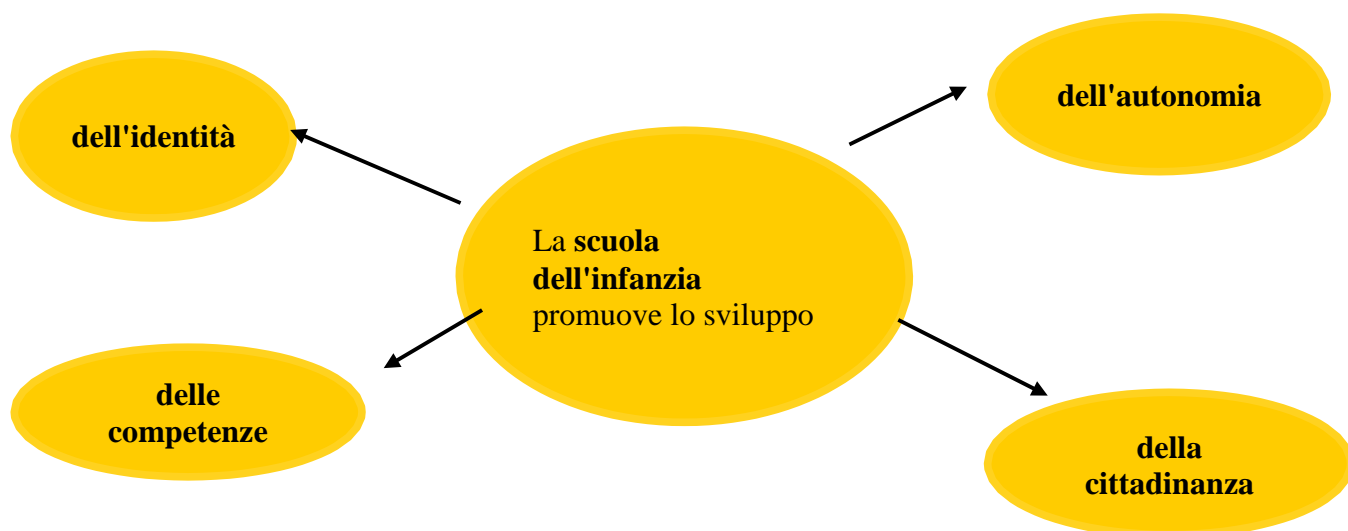 dell'identità
dell'autonomia
La scuola
dell'infanzia
promuove lo sviluppo
delle
competenze
della
cittadinanza